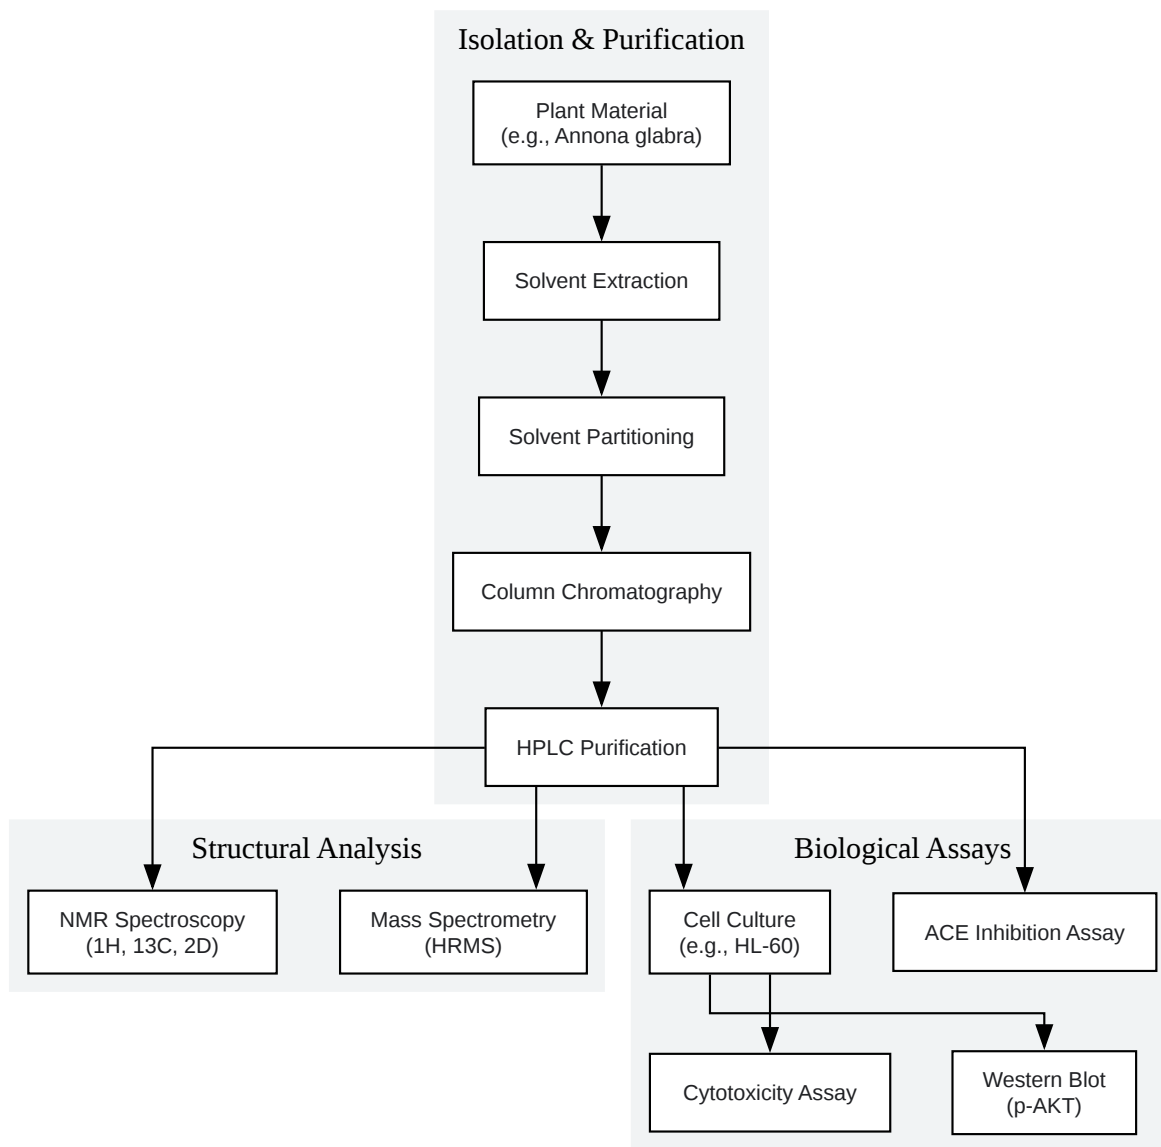 Isolation & Purification
Plant Material
(e.g., Annona glabra)
Solvent Extraction
Solvent Partitioning
Column Chromatography
HPLC Purification
Structural Analysis
NMR Spectroscopy
(1H, 13C, 2D)
Mass Spectrometry
(HRMS)
Biological Assays
Cell Culture
(e.g., HL-60)
ACE Inhibition Assay
Cytotoxicity Assay
Western Blot
(p-AKT)